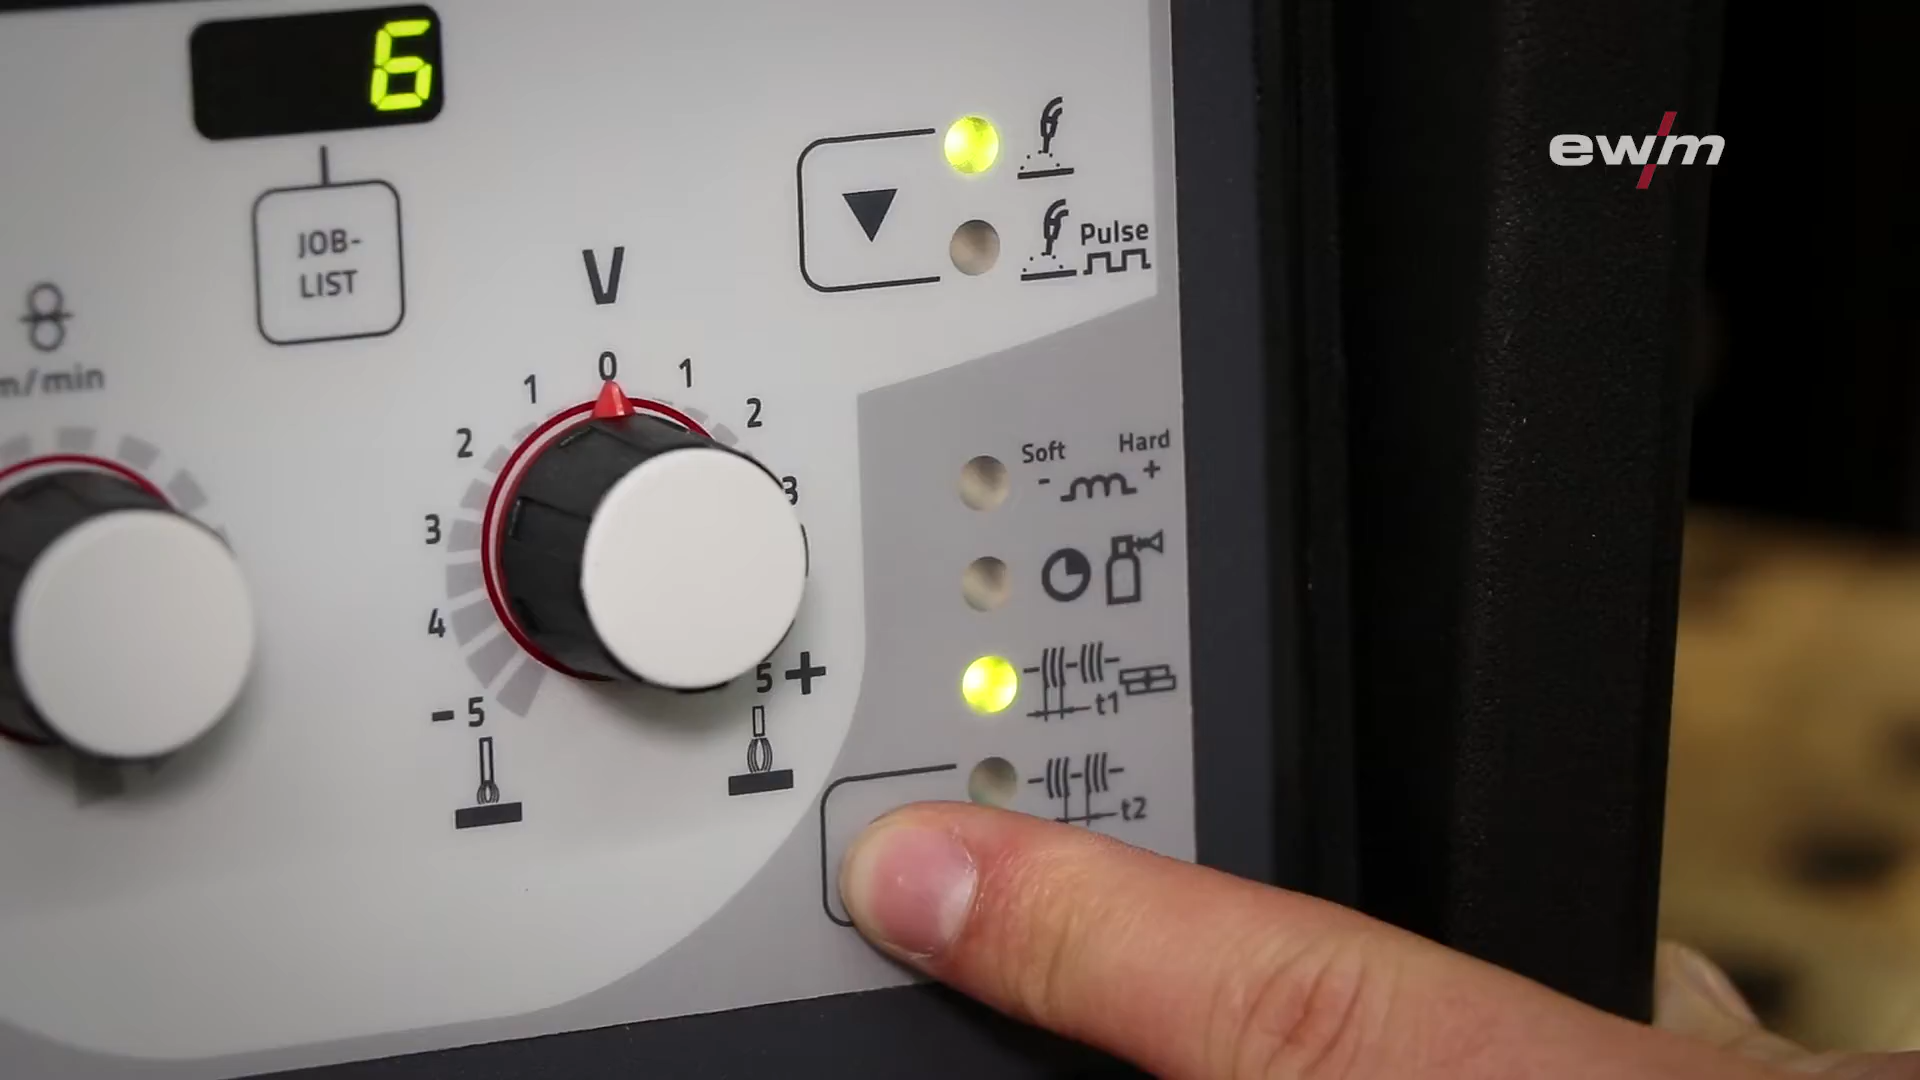 6
JOB-
LIST
ewm
Pulse
V
m/min
0
1
1
2
2
3
3
4
5 +
- 5
Soft
Hard
- +
t1
t2